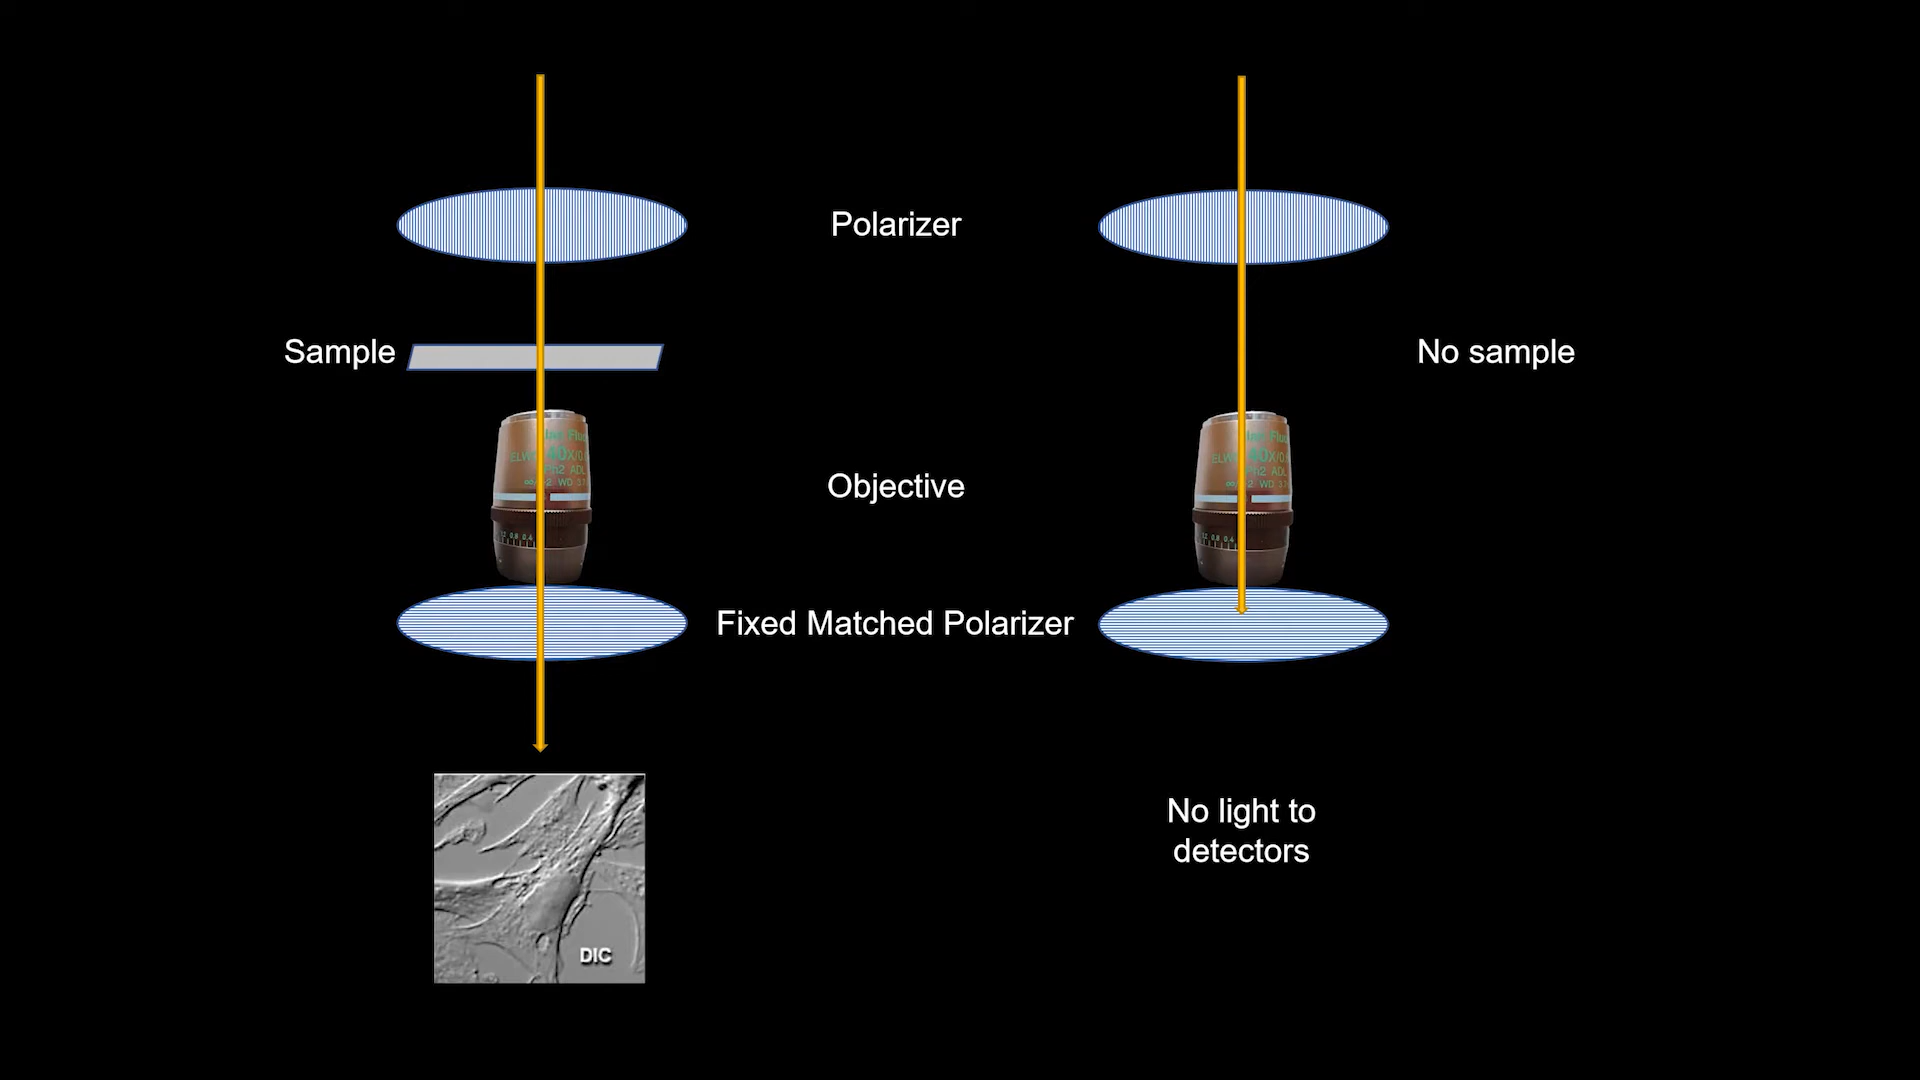 Polarizer
Sample
No sample
Objective
Fixed Matched Polarizer
No light to
detectors
DIC